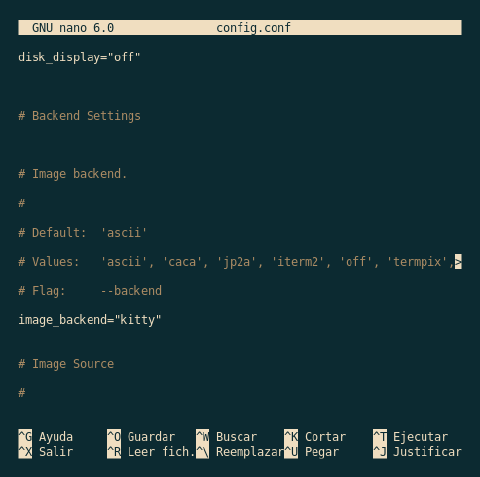 GNU nano 6.0 config.conf
disk_display="off"
# Backend Settings
# Image backend.
#
# Default:  'ascii'
# Values:   'ascii', 'caca', 'jp2a', 'iterm2', 'off', 'termpix',>
# Flag:     --backend
image_backend="kitty"
# Image Source
#
^G Ayuda ^O Guardar ^W Buscar ^K Cortar ^T Ejecutar
^X Salir ^R Leer fich. ^\ Reemplazar ^U Pegar ^J Justificar